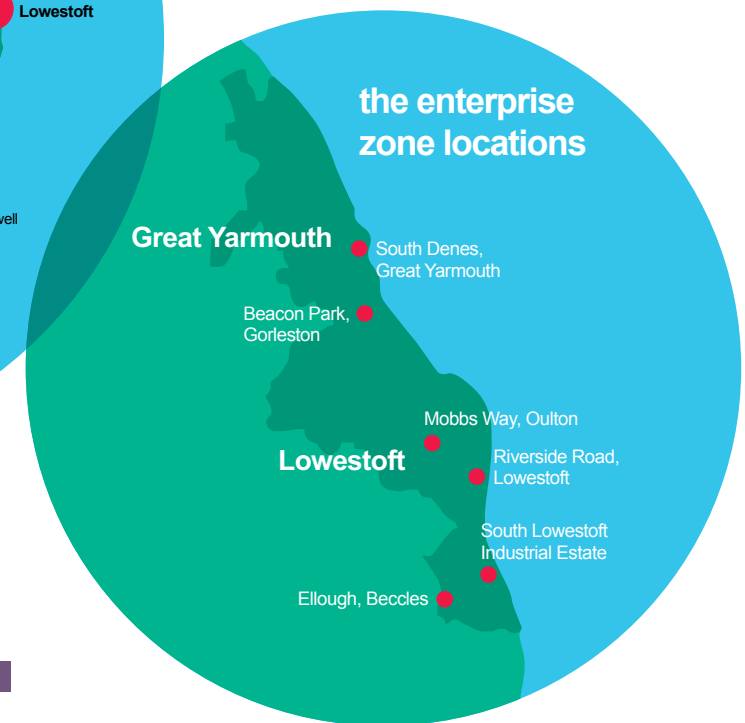 Lowestoft
the enterprise
zone locations
Great Yarmouth
South Denes,
Great Yarmouth
Beacon Park,
Gorleston
Mobbs Way, Oulton
Lowestoft
Riverside Road,
Lowestoft
South Lowestoft
Industrial Estate
Ellough, Beccles